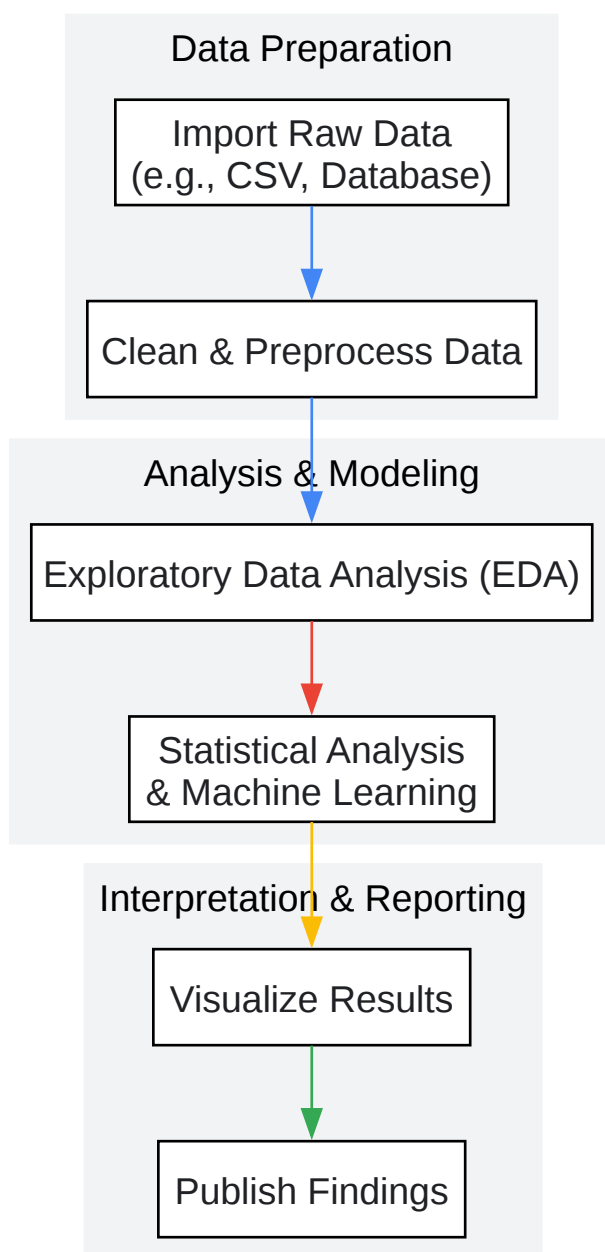 Data Preparation
Import Raw Data
(e.g., CSV, Database)
Clean & Preprocess Data
Analysis & Modeling
Exploratory Data Analysis (EDA)
Statistical Analysis
& Machine Learning
Interpretation & Reporting
Visualize Results
Publish Findings